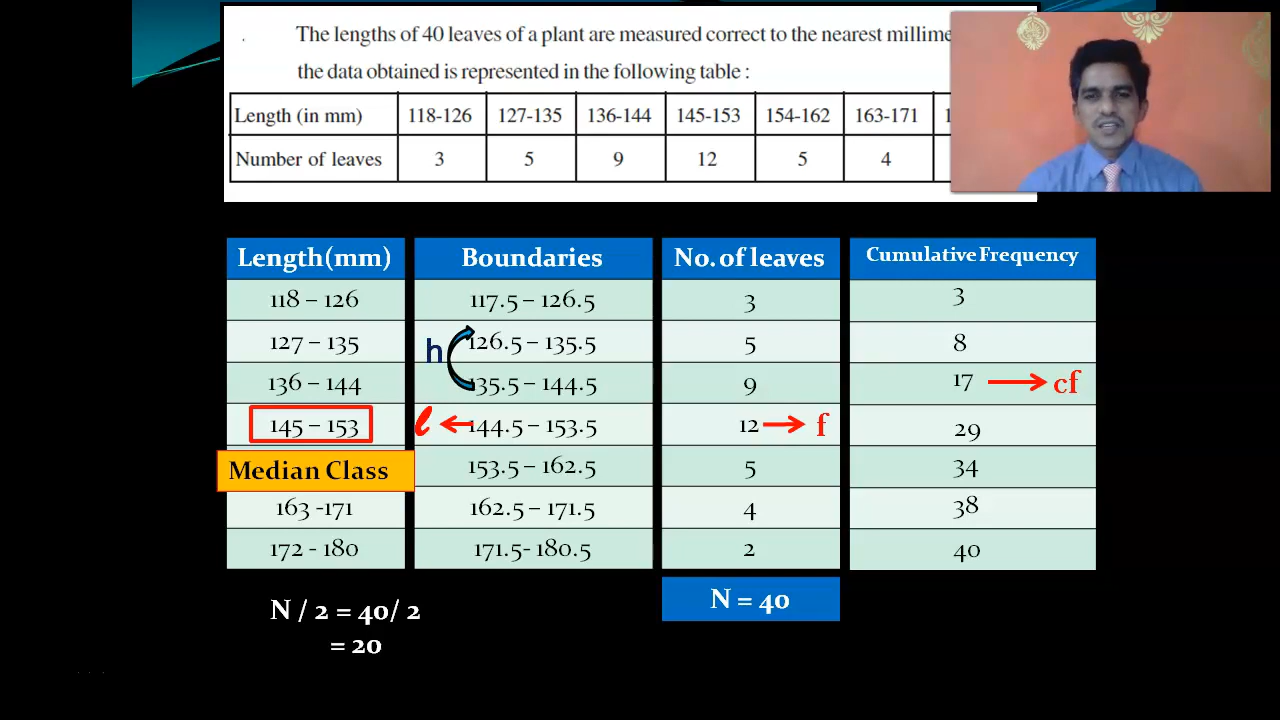 The lengths of 40 leaves of a plant are measured correct to the nearest
the data obtained is represented in the following table :
Length (in mm) 118-126 127-135 136-144 145-153 154-162 163-171
Number of leaves 3 5 9 12 5 4
Length(mm) Boundaries No. of leaves Cumulative Frequency
118 – 126 117.5 – 126.5 3 3
127 – 135 h 126.5 – 135.5 5 8
136 – 144 135.5 – 144.5 9 17 cf
145 – 153 l 144.5 – 153.5 12 f 29
Median Class 153.5 – 162.5 5 34
163 -171 162.5 – 171.5 4 38
172 - 180 171.5- 180.5 2 40
N = 40
N / 2 = 40/ 2
= 20